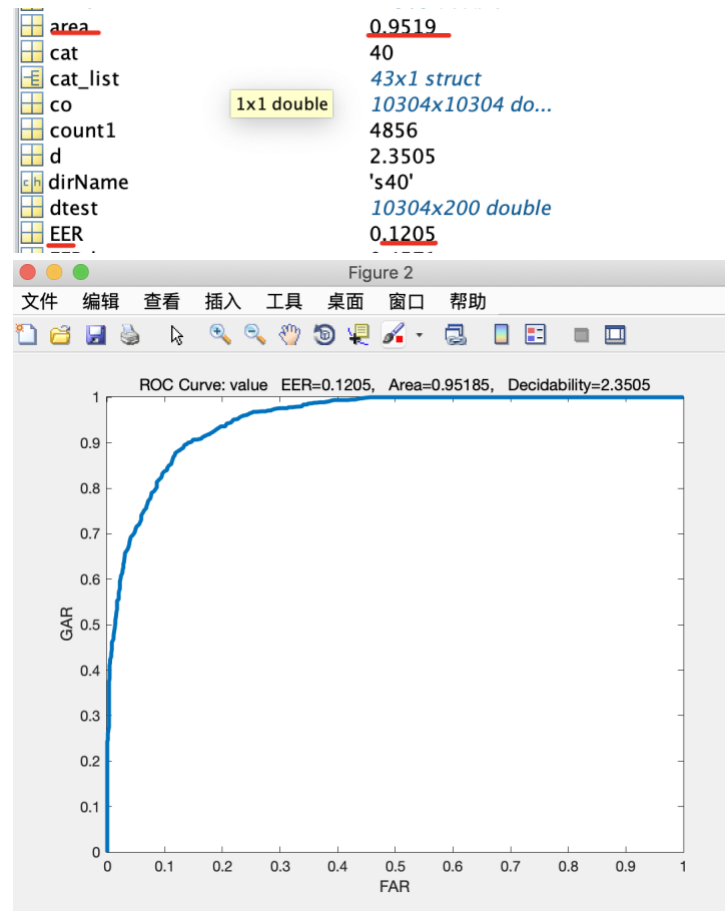 area 0.9519
cat 40
cat_list 43x1 struct
co 10304x10304 do...
1x1 double
count1 4856
d 2.3505
ch dirName 's40'
dtest 10304x200 double
EER 0.1205
Figure 2
文件 编辑 查看 插入 工具 桌面 窗口 帮助
ROC Curve: value EER=0.1205, Area=0.95185, Decidability=2.3505
1
0.9
0.8
0.7
0.6
0.5
0.4
0.3
0.2
0.1
0
GAR
0 0.1 0.2 0.3 0.4 0.5 0.6 0.7 0.8 0.9 1
FAR